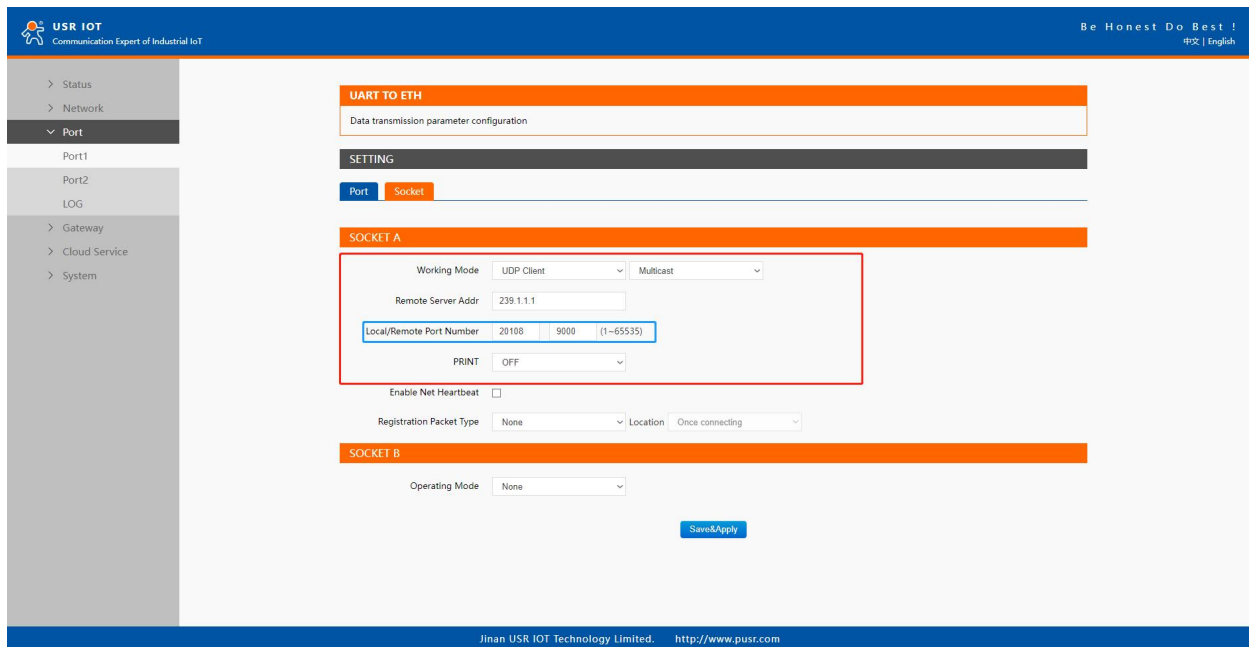 USR IOT
Communication Expert of Industrial IoT
Be Honest Do Best !
中文 | English
Status
Network
Port
Port1
Port2
LOG
Gateway
Cloud Service
System
UART TO ETH
Data transmission parameter configuration
SETTING
Port Socket
SOCKET A
Working Mode UDP Client Multicast
Remote Server Addr 239.1.1.1
Local/Remote Port Number 20108 9000 (1~65535)
PRINT OFF
Enable Net Heartbeat
Registration Packet Type None Location Once connecting
SOCKET B
Operating Mode None
Save&Apply
Jinan USR IOT Technology Limited. http://www.pusr.com